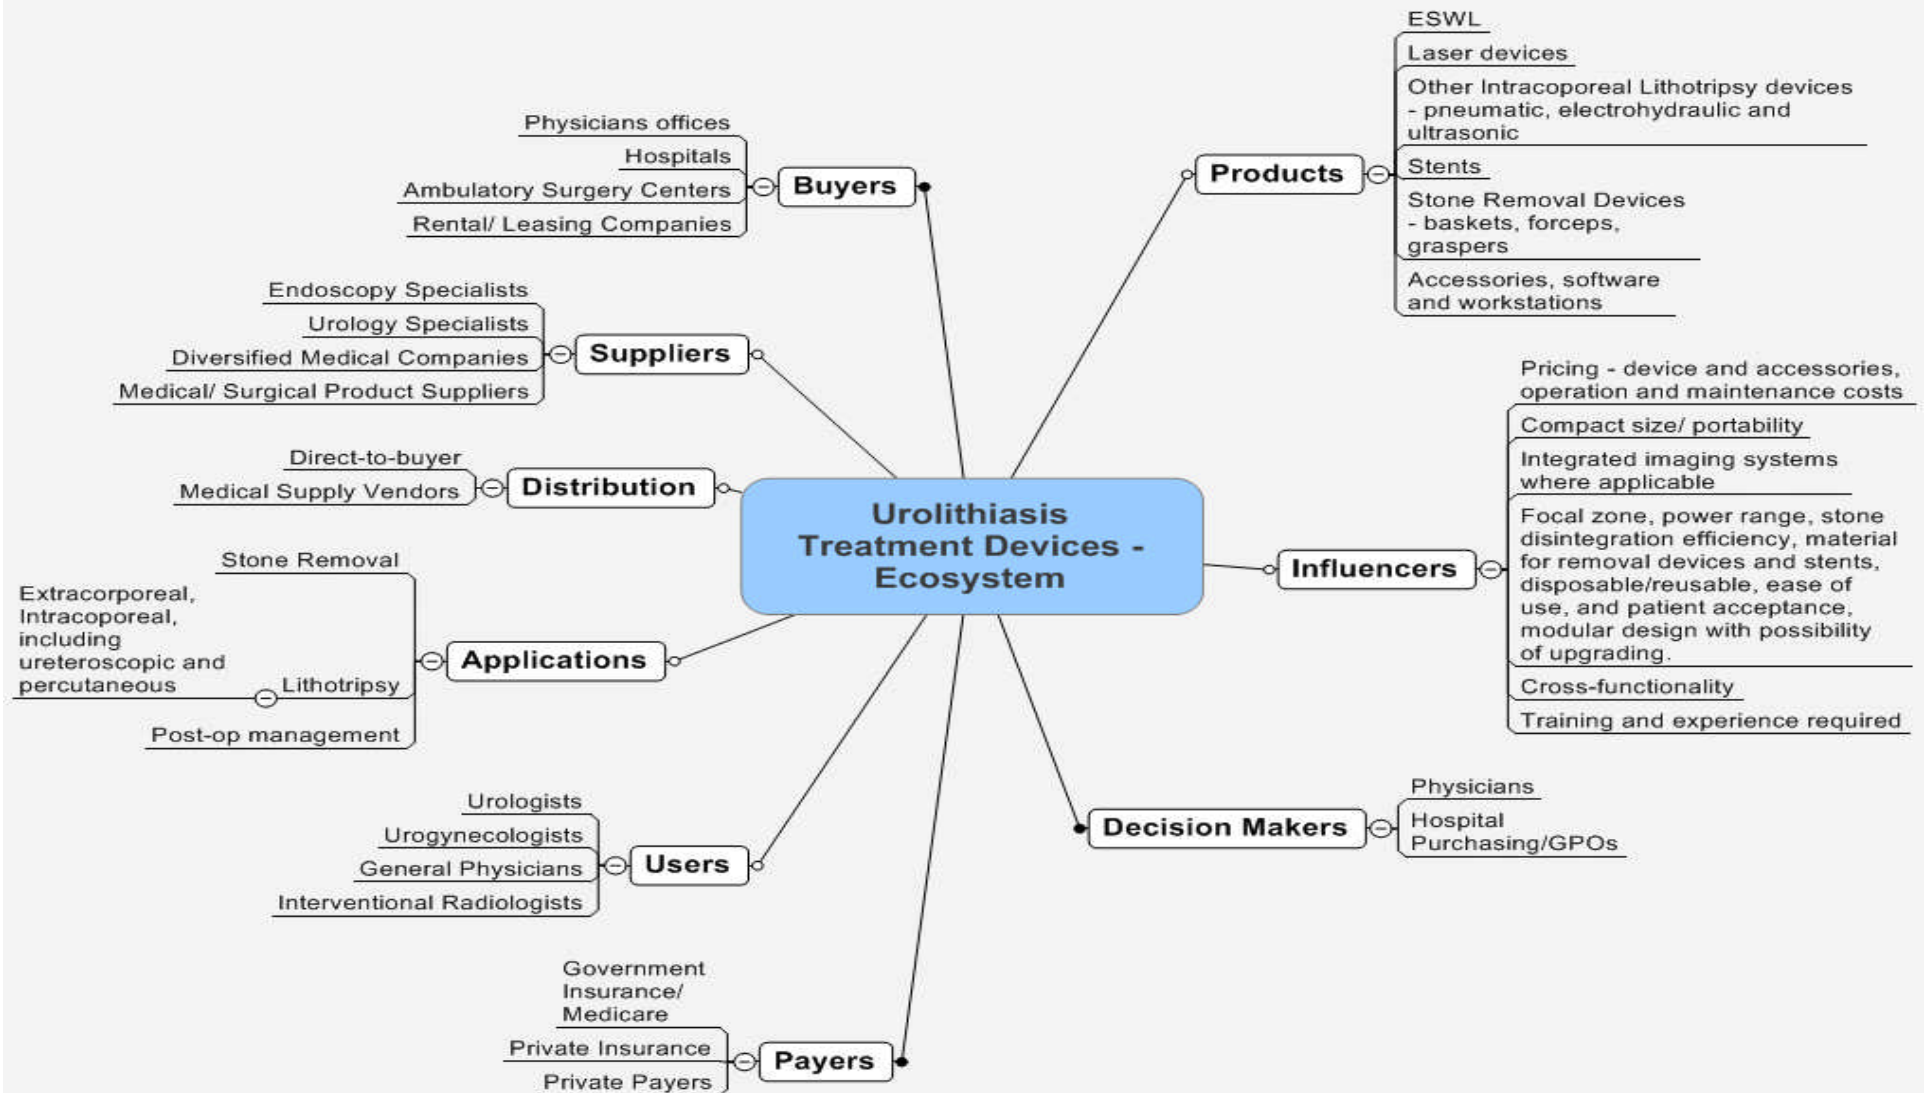 Urolithiasis
Treatment Devices -
Ecosystem
Products
ESWL
Laser devices
Other Intracoporeal Lithotripsy devices
- pneumatic, electrohydraulic and
ultrasonic
Stents
Stone Removal Devices
- baskets, forceps,
graspers
Accessories, software
and workstations
Influencers
Pricing - device and accessories,
operation and maintenance costs
Compact size/ portability
Integrated imaging systems
where applicable
Focal zone, power range, stone
disintegration efficiency, material
for removal devices and stents,
disposable/reusable, ease of
use, and patient acceptance,
modular design with possibility
of upgrading.
Cross-functionality
Training and experience required
Decision Makers
Physicians
Hospital
Purchasing/GPOs
Buyers
Physicians offices
Hospitals
Ambulatory Surgery Centers
Rental/ Leasing Companies
Suppliers
Endoscopy Specialists
Urology Specialists
Diversified Medical Companies
Medical/ Surgical Product Suppliers
Distribution
Direct-to-buyer
Medical Supply Vendors
Applications
Stone Removal
Lithotripsy
Extracorporeal,
Intracoporeal,
including
ureteroscopic and
percutaneous
Post-op management
Users
Urologists
Urogynecologists
General Physicians
Interventional Radiologists
Payers
Government
Insurance/
Medicare
Private Insurance
Private Payers